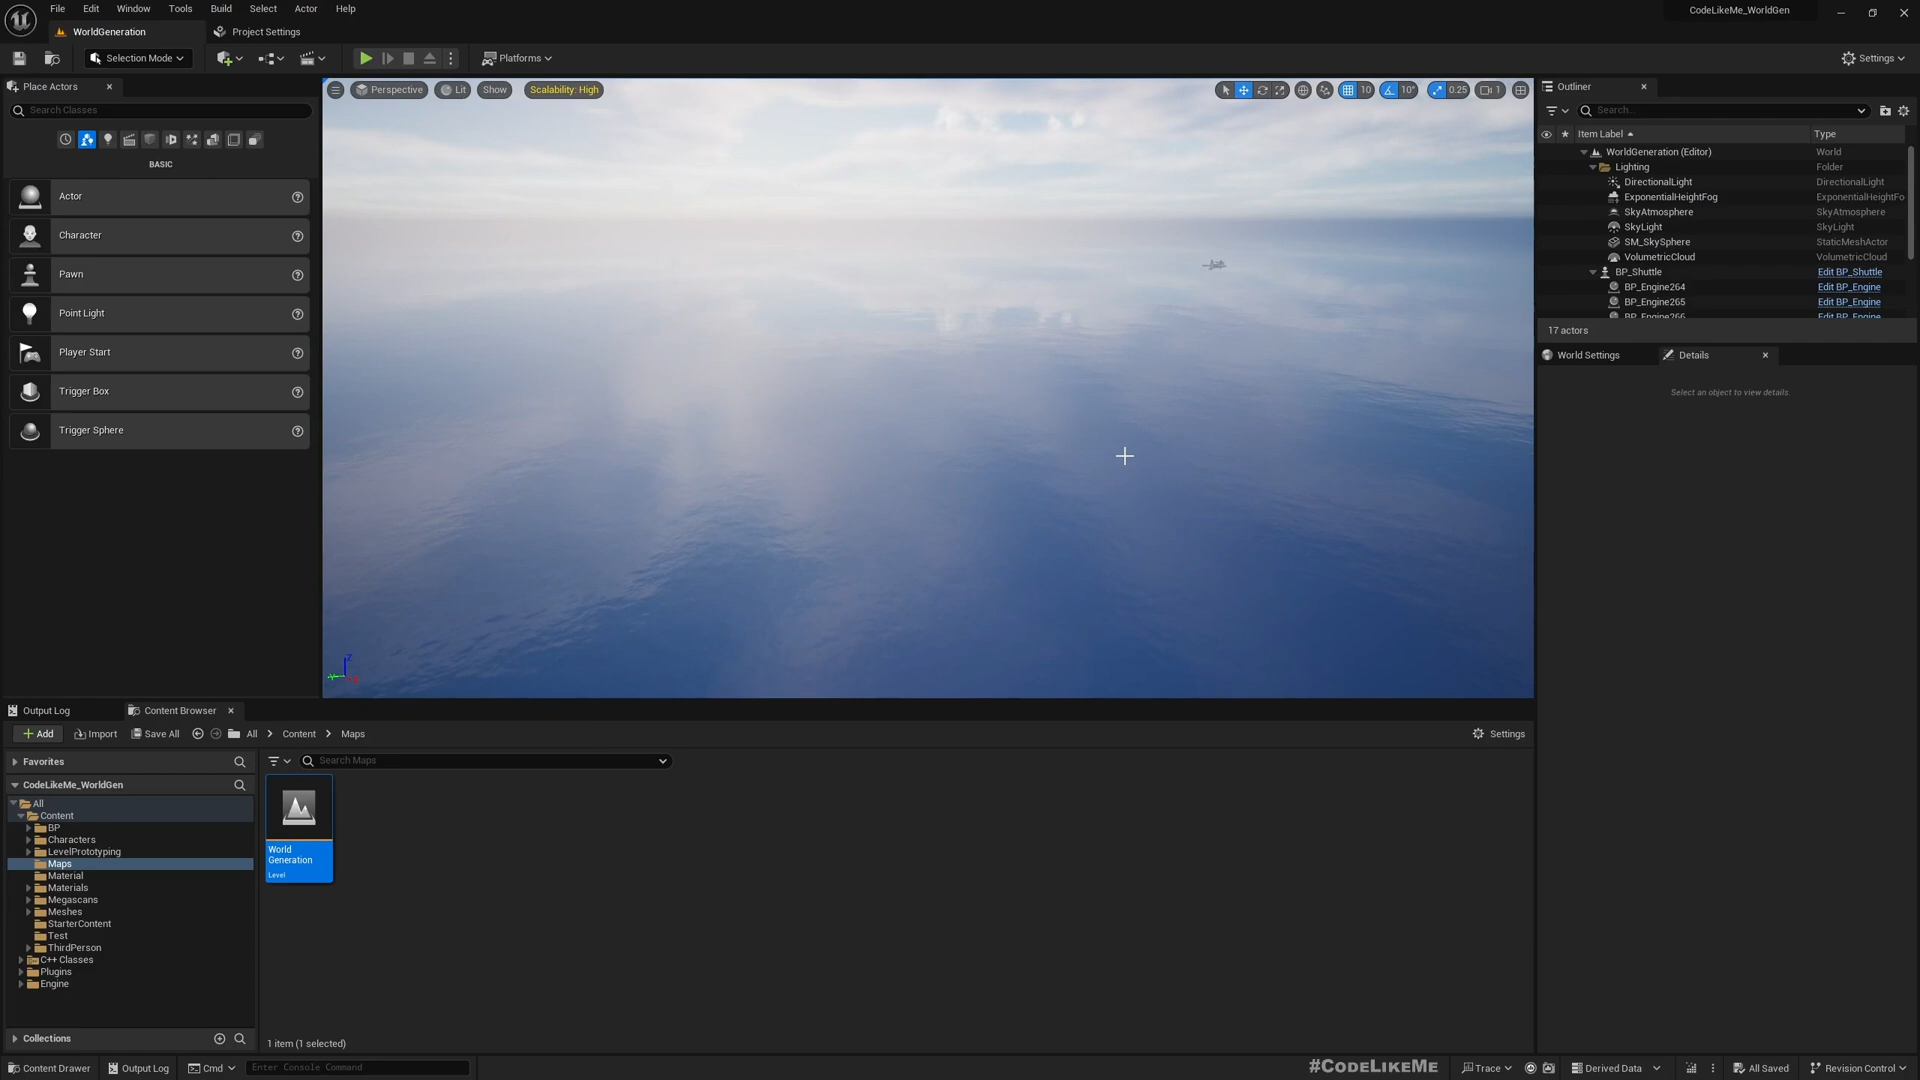 File Edit Window Tools Build Select Actor Help
CodeLikeMe_WorldGen
WorldGeneration
Project Settings
Selection Mode
Platforms
Settings
Place Actors
Search Classes
BASIC
Actor
Character
Pawn
Point Light
Player Start
Trigger Box
Trigger Sphere
Perspective
Lit
Show
Scalability: High
10
10°
0.25
1
Outliner
Search...
Item Label
Type
WorldGeneration (Editor) World
Lighting Folder
DirectionalLight DirectionalLight
ExponentialHeightFog ExponentialHeightFo
SkyAtmosphere SkyAtmosphere
SkyLight SkyLight
SM_SkySphere StaticMeshActor
VolumetricCloud VolumetricCloud
BP_Shuttle Edit BP_Shuttle
BP_Engine264 Edit BP_Engine
BP_Engine265 Edit BP_Engine
BP_Engine266 Edit BP_Engine
17 actors
World Settings
Details
Select an object to view details.
Z
Output Log
Content Browser
Add
Import
Save All
All
Content
Maps
Settings
Favorites
Search Maps
CodeLikeMe_WorldGen
All
Content
BP
Characters
LevelPrototyping
Maps
Material
Materials
Megascans
Meshes
StarterContent
Test
ThirdPerson
C++ Classes
Plugins
Engine
World
Generation
Level
Collections
1 item (1 selected)
Content Drawer
Output Log
Cmd
Enter Console Command
#CODELIKEME
Trace
Derived Data
All Saved
Revision Control